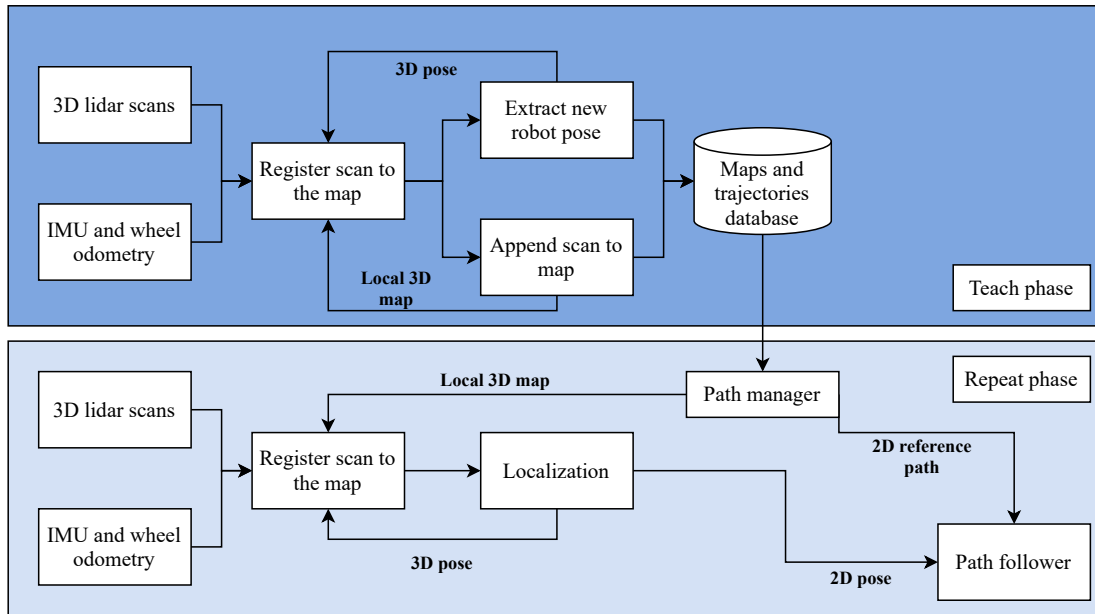 3D pose
3D lidar scans
Extract new
robot pose
Register scan to
the map
Maps and
trajectories
database
IMU and wheel
odometry
Append scan to
map
Local 3D
map
Teach phase
Repeat phase
Local 3D map
Path manager
3D lidar scans
2D reference
path
Register scan to
the map
Localization
IMU and wheel
odometry
3D pose
2D pose
Path follower